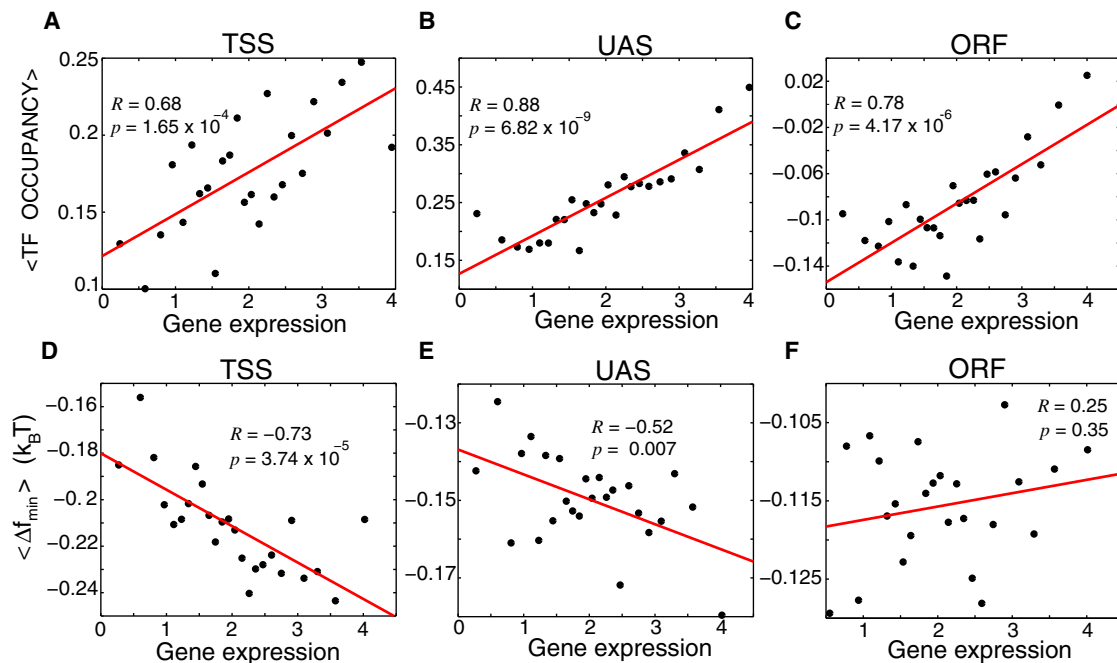 A
TSS
<TF OCCUPANCY>
0.25
0.2
0.15
0.1
R = 0.68
p = 1.65 x 10⁻⁴
0 1 2 3 4
Gene expression
B
UAS
0.45
0.35
0.25
0.15
R = 0.88
p = 6.82 x 10⁻⁹
0 1 2 3 4
Gene expression
C
ORF
0.02
−0.02
−0.06
−0.1
−0.14
R = 0.78
p = 4.17 x 10⁻⁶
0 1 2 3 4
Gene expression
D
TSS
<Δf_min> (k_BT)
−0.16
−0.18
−0.2
−0.22
−0.24
R = −0.73
p = 3.74 x 10⁻⁵
0 1 2 3 4
Gene expression
E
UAS
−0.13
−0.15
−0.17
R = −0.52
p = 0.007
0 1 2 3 4
Gene expression
F
ORF
−0.105
−0.115
−0.125
R = 0.25
p = 0.35
1 2 3 4
Gene expression